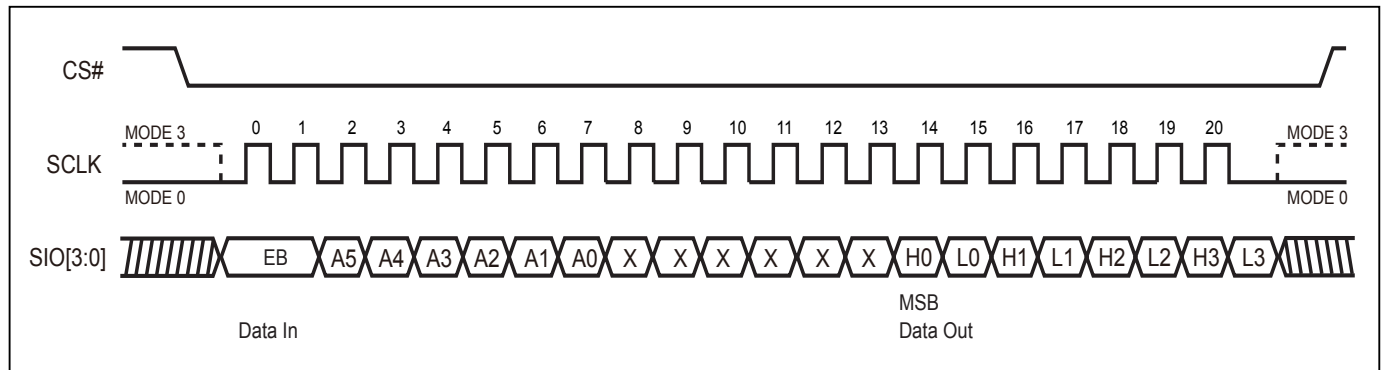 CS#
MODE 3 0 1 2 3 4 5 6 7 8 9 10 11 12 13 14 15 16 17 18 19 20 MODE 3
SCLK
MODE 0 MODE 0
SIO[3:0] EB A5 A4 A3 A2 A1 A0 X X X X X X H0 L0 H1 L1 H2 L2 H3 L3
MSB
Data In Data Out